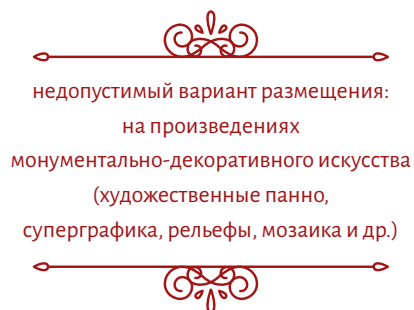 недопустимый вариант размещения:
на произведениях
монументально-декоративного искусства
(художественные панно,
суперграфика, рельефы, мозаика и др.)